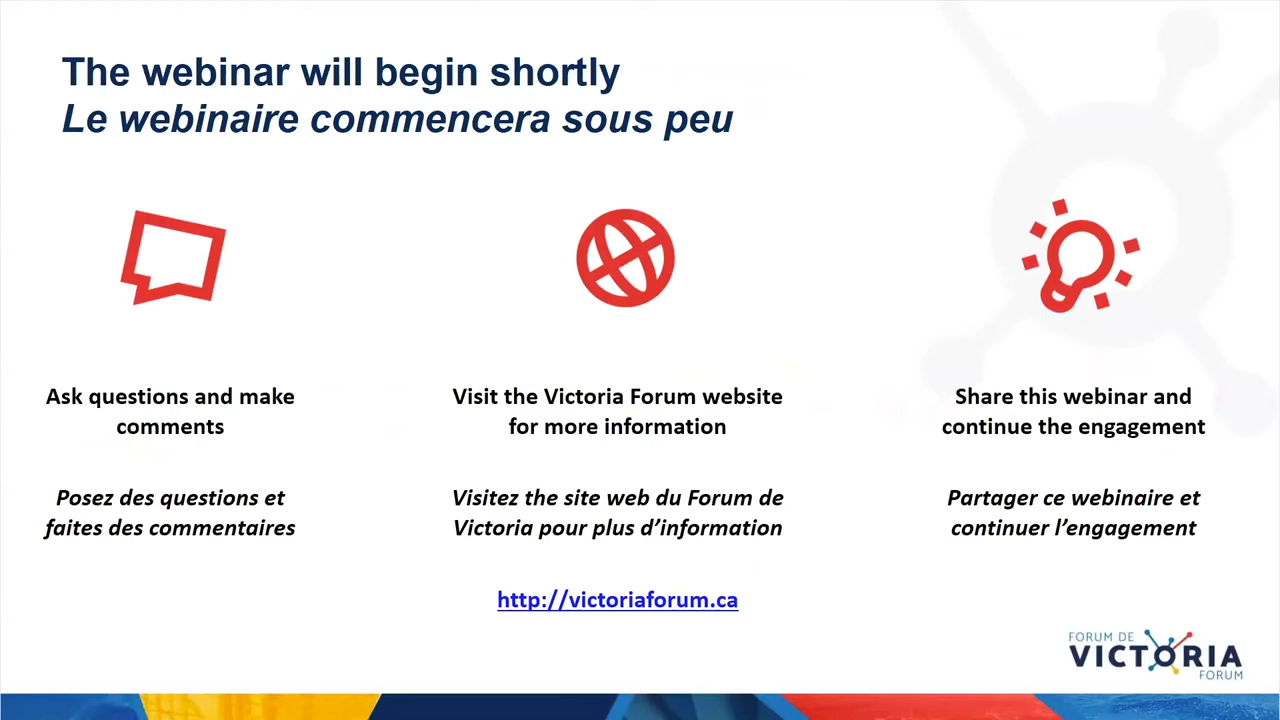 The webinar will begin shortly
Le webinaire commencera sous peu
Ask questions and make
comments
Posez des questions et
faites des commentaires
Visit the Victoria Forum website
for more information
Visitez the site web du Forum de
Victoria pour plus d’information
http://victoriaforum.ca
Share this webinar and
continue the engagement
Partager ce webinaire et
continuer l’engagement
FORUM DE
VICTORIA
FORUM